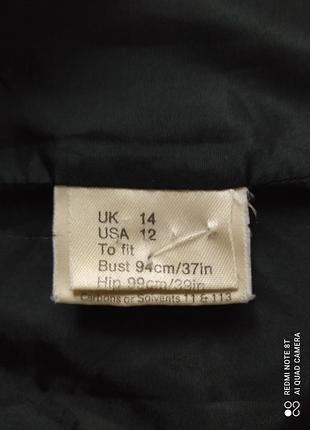 UK 14
USA 12
To fit
Bust 94cm/37in
Hip 99cm/39in
Carbons or Solvents 11 & 113
REDMI NOTE 8T
AI QUAD CAMERA